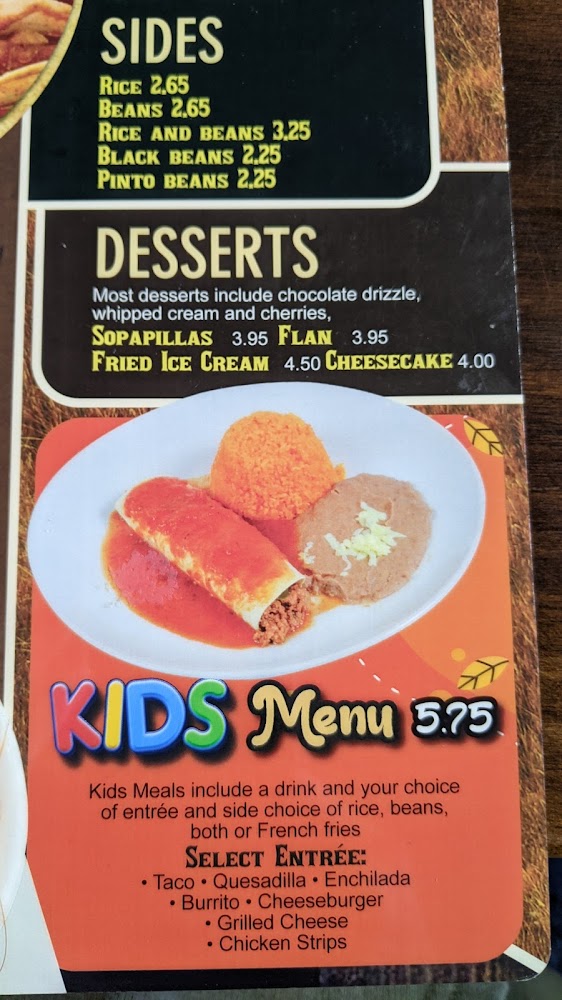 SIDES
RICE 2.65
BEANS 2.65
RICE AND BEANS 3.25
BLACK BEANS 2.25
PINTO BEANS 2.25
DESSERTS
Most desserts include chocolate drizzle,
whipped cream and cherries,
SOPAPILLAS 3.95 FLAN 3.95
FRIED ICE CREAM 4.50 CHEESECAKE 4.00
KIDS Menu 5.75
Kids Meals include a drink and your choice
of entrée and side choice of rice, beans,
both or French fries
SELECT ENTRÉE:
• Taco • Quesadilla • Enchilada
• Burrito • Cheeseburger
• Grilled Cheese
• Chicken Strips